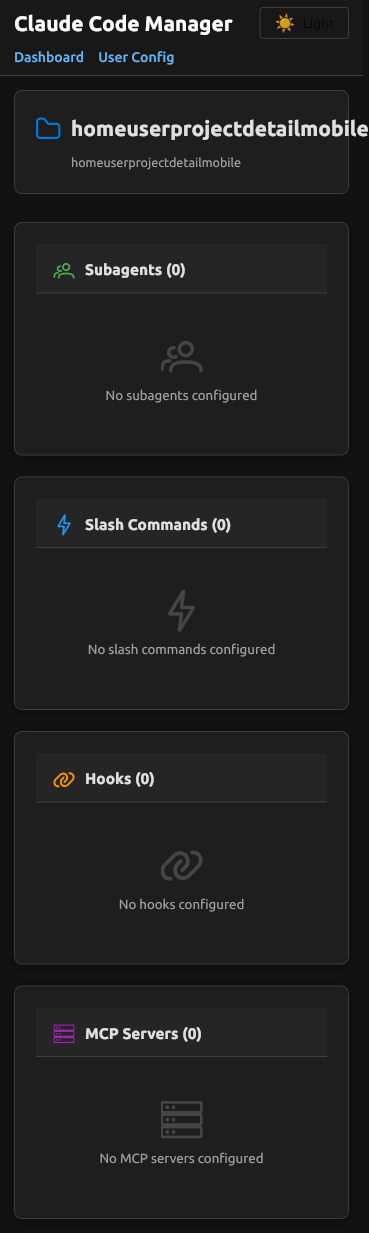 Claude Code Manager
Light
Dashboard User Config
homeuserprojectdetailmobile
homeuserprojectdetailmobile
Subagents (0)
No subagents configured
Slash Commands (0)
No slash commands configured
Hooks (0)
No hooks configured
MCP Servers (0)
No MCP servers configured